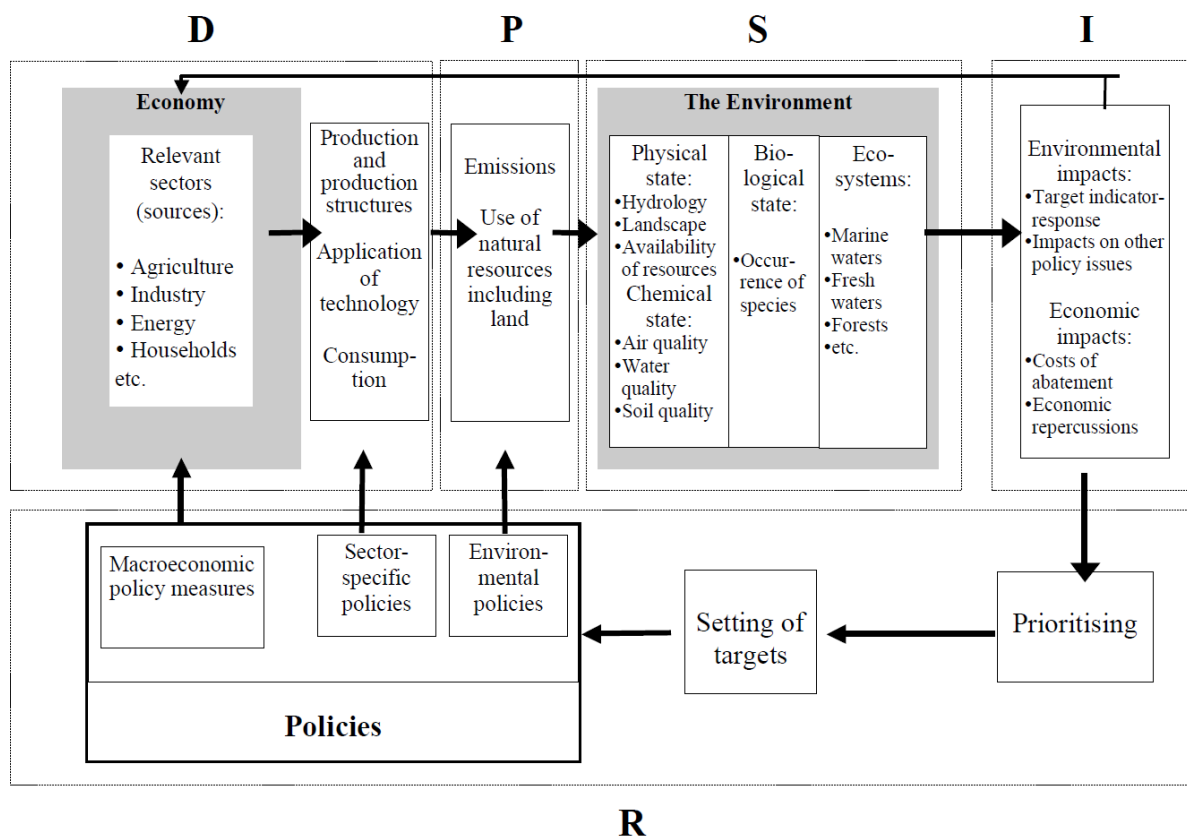 D
P
S
I
Economy
Relevant
sectors
(sources):
• Agriculture
• Industry
• Energy
• Households
etc.
Production
and
production
structures
Application
of
technology
Consump-
tion
Emissions
Use of
natural
resources
including
land
The Environment
Physical
state:
•Hydrology
•Landscape
•Availability
of resources
Chemical
state:
•Air quality
•Water
quality
•Soil quality
Bio-
logical
state:
•Occur-
rence of
species
Eco-
systems:
•Marine
waters
•Fresh
waters
•Forests
•etc.
Environmental
impacts:
•Target indicator-
response
•Impacts on other
policy issues
Economic
impacts:
•Costs of
abatement
•Economic
repercussions
Macroeconomic
policy measures
Sector-
specific
policies
Environ-
mental
policies
Setting of
targets
Prioritising
Policies
R